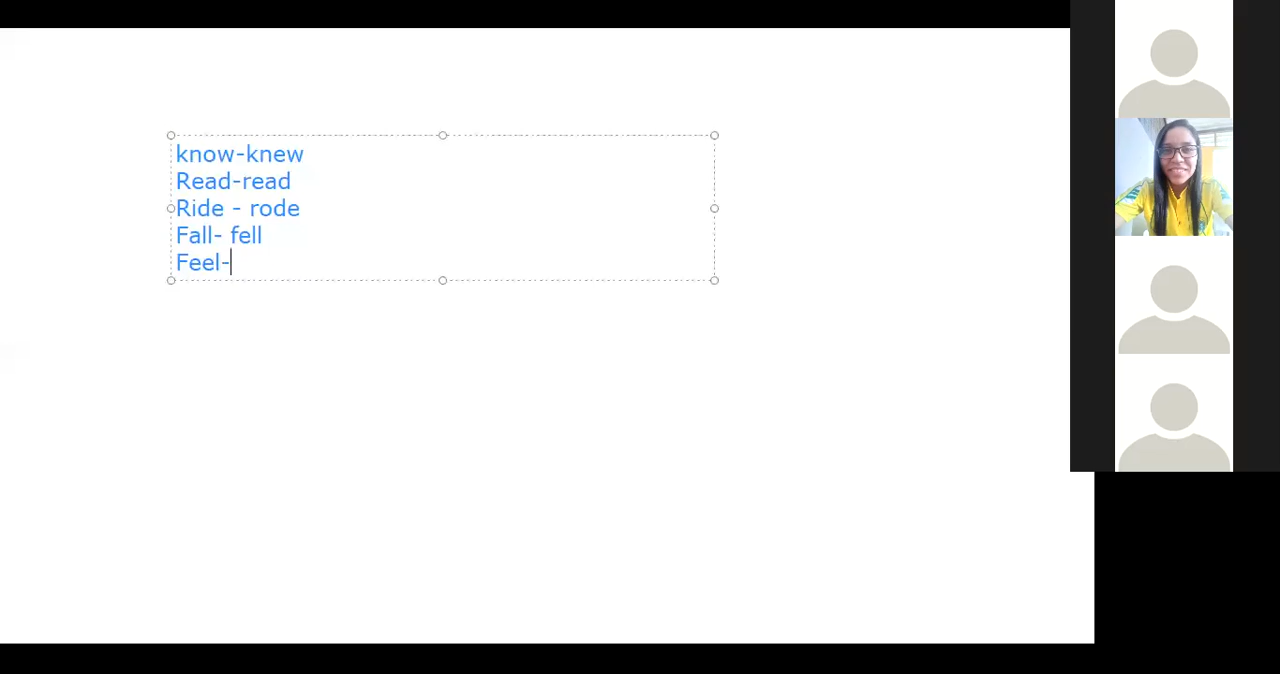 know-knew
Read-read
Ride - rode
Fall- fell
Feel-